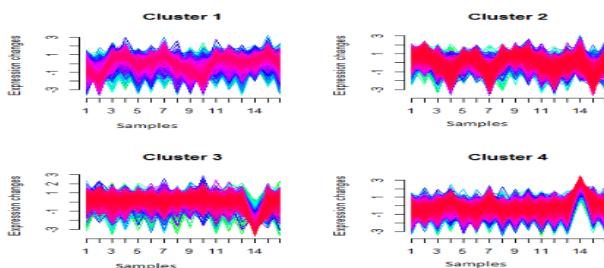 Cluster 1
Expression changes
-3 -1 1 3
1 3 5 7 9 11 14
Samples
Cluster 2
Expression changes
-3 -1 1 3
1 3 5 7 9 11 14
Samples
Cluster 3
Expression changes
-3 -1 1 2 3
1 3 5 7 9 11 14
Samples
Cluster 4
Expression changes
-3 -1 1 3
1 3 5 7 9 11 14
Samples